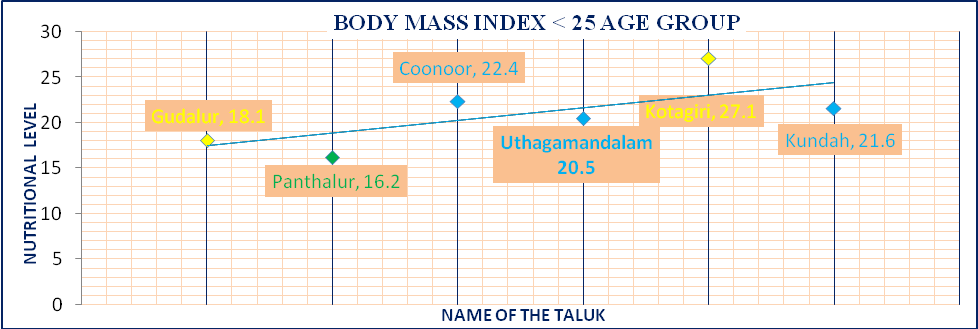 BODY MASS INDEX < 25 AGE GROUP
NUTRITIONAL LEVEL
30
25
20
15
10
5
0
Gudalur, 18.1
Panthalur, 16.2
Coonoor, 22.4
Uthagamandalam
20.5
Kotagiri, 27.1
Kundah, 21.6
NAME OF THE TALUK